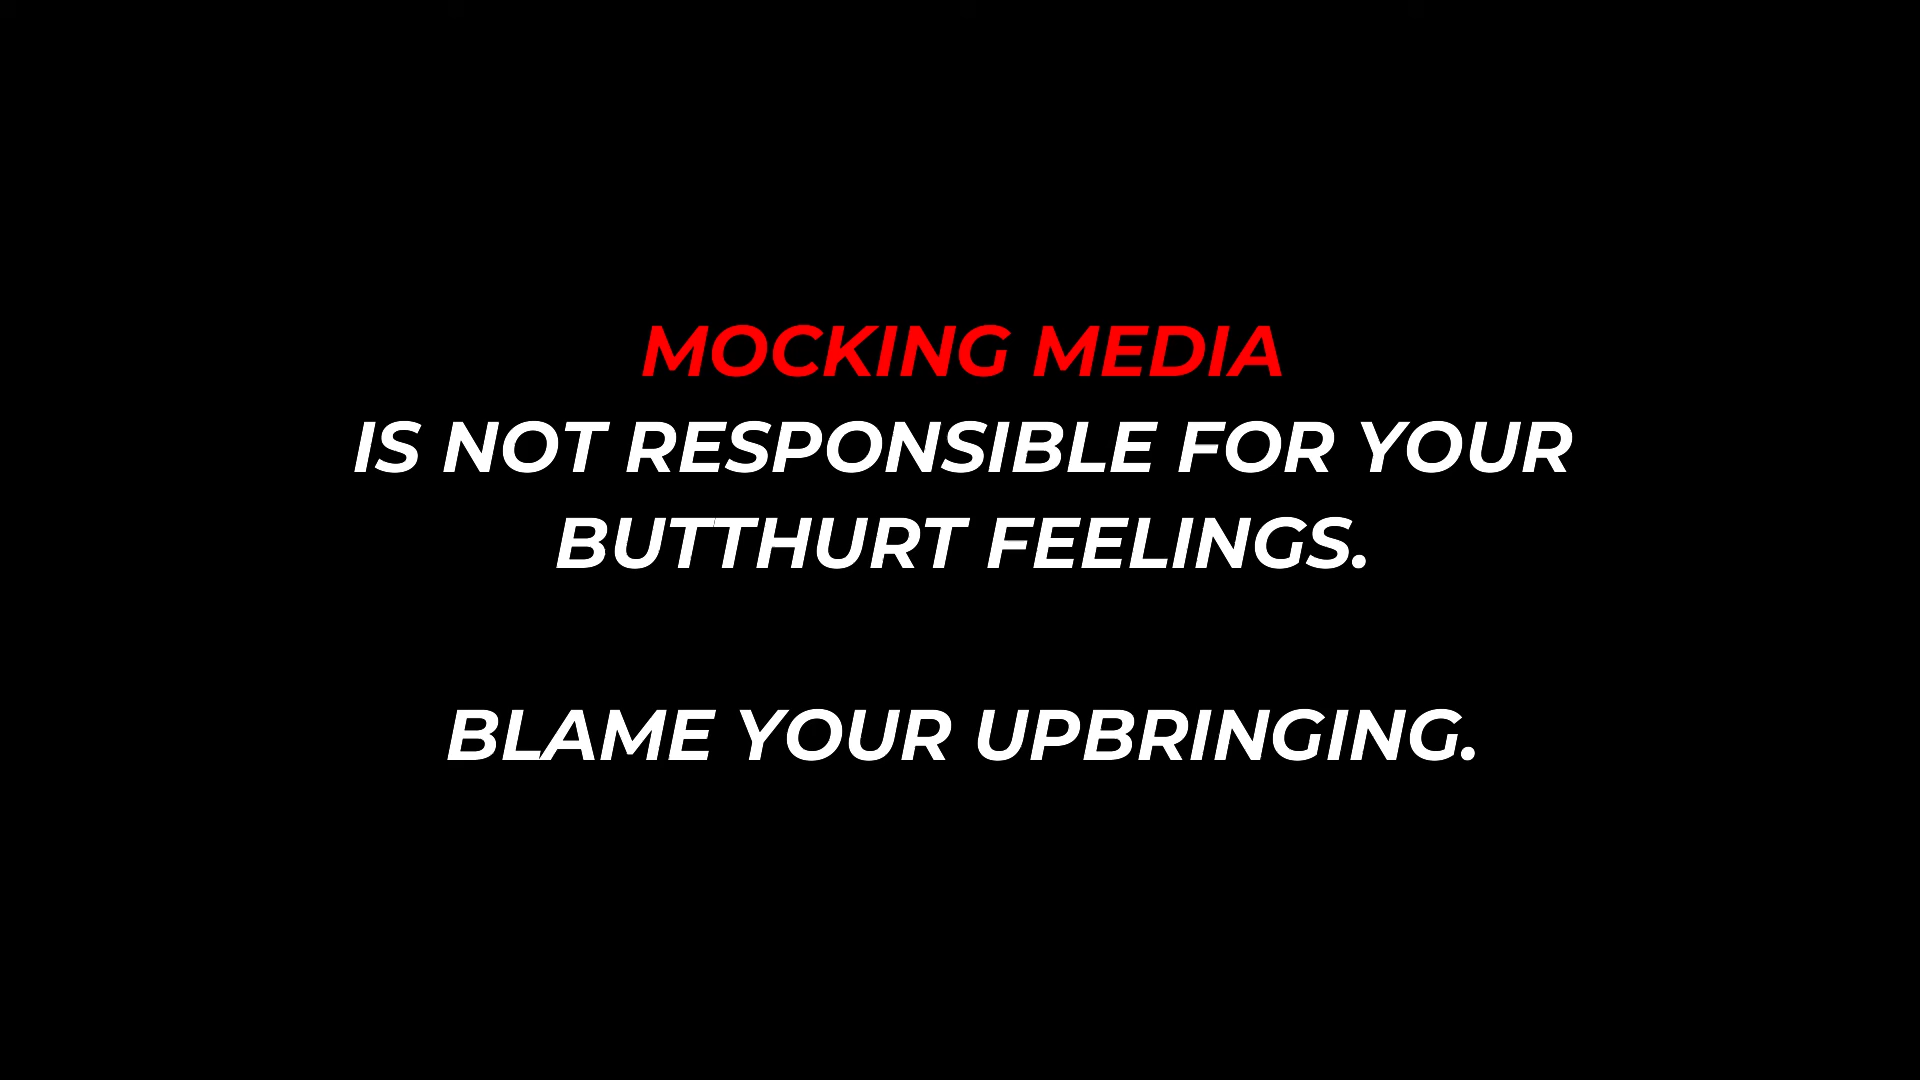 MOCKING MEDIA
IS NOT RESPONSIBLE FOR YOUR
BUTTHURT FEELINGS.
BLAME YOUR UPBRINGING.